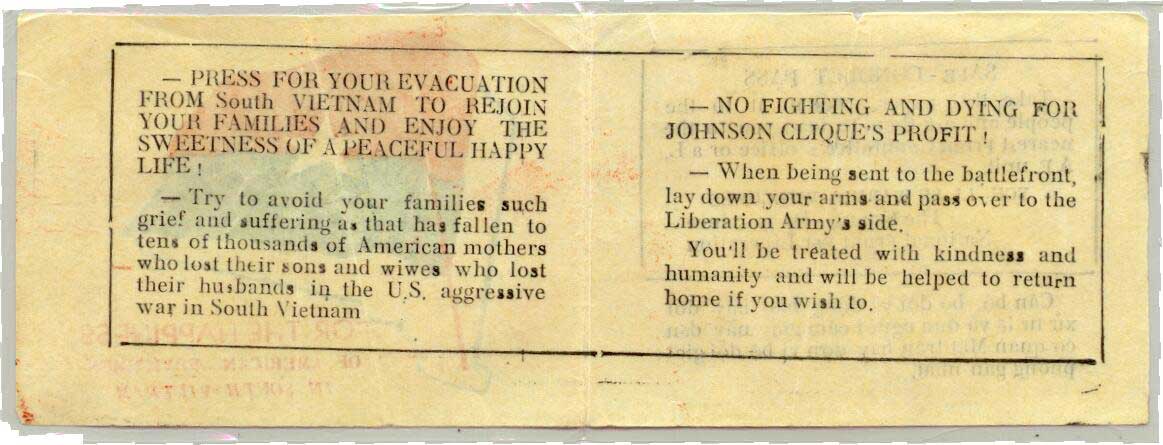 — PRESS FOR YOUR EVACUATION
FROM South VIETNAM TO REJOIN
YOUR FAMILIES AND ENJOY THE
SWEETNESS OF A PEACEFUL HAPPY
LIFE !
— Try to avoid your families such
grief and suffering as that has fallen to
tens of thousands of American mothers
who lost their sons and wiwes who lost
their husbands in the U.S. aggressive
war in South Vietnam
— NO FIGHTING AND DYING FOR
JOHNSON CLIQUE'S PROFIT !
— When being sent to the battlefront,
lay down your arms and pass over to the
Liberation Army's side.
You'll be treated with kindness and
humanity and will be helped to return
home if you wish to.